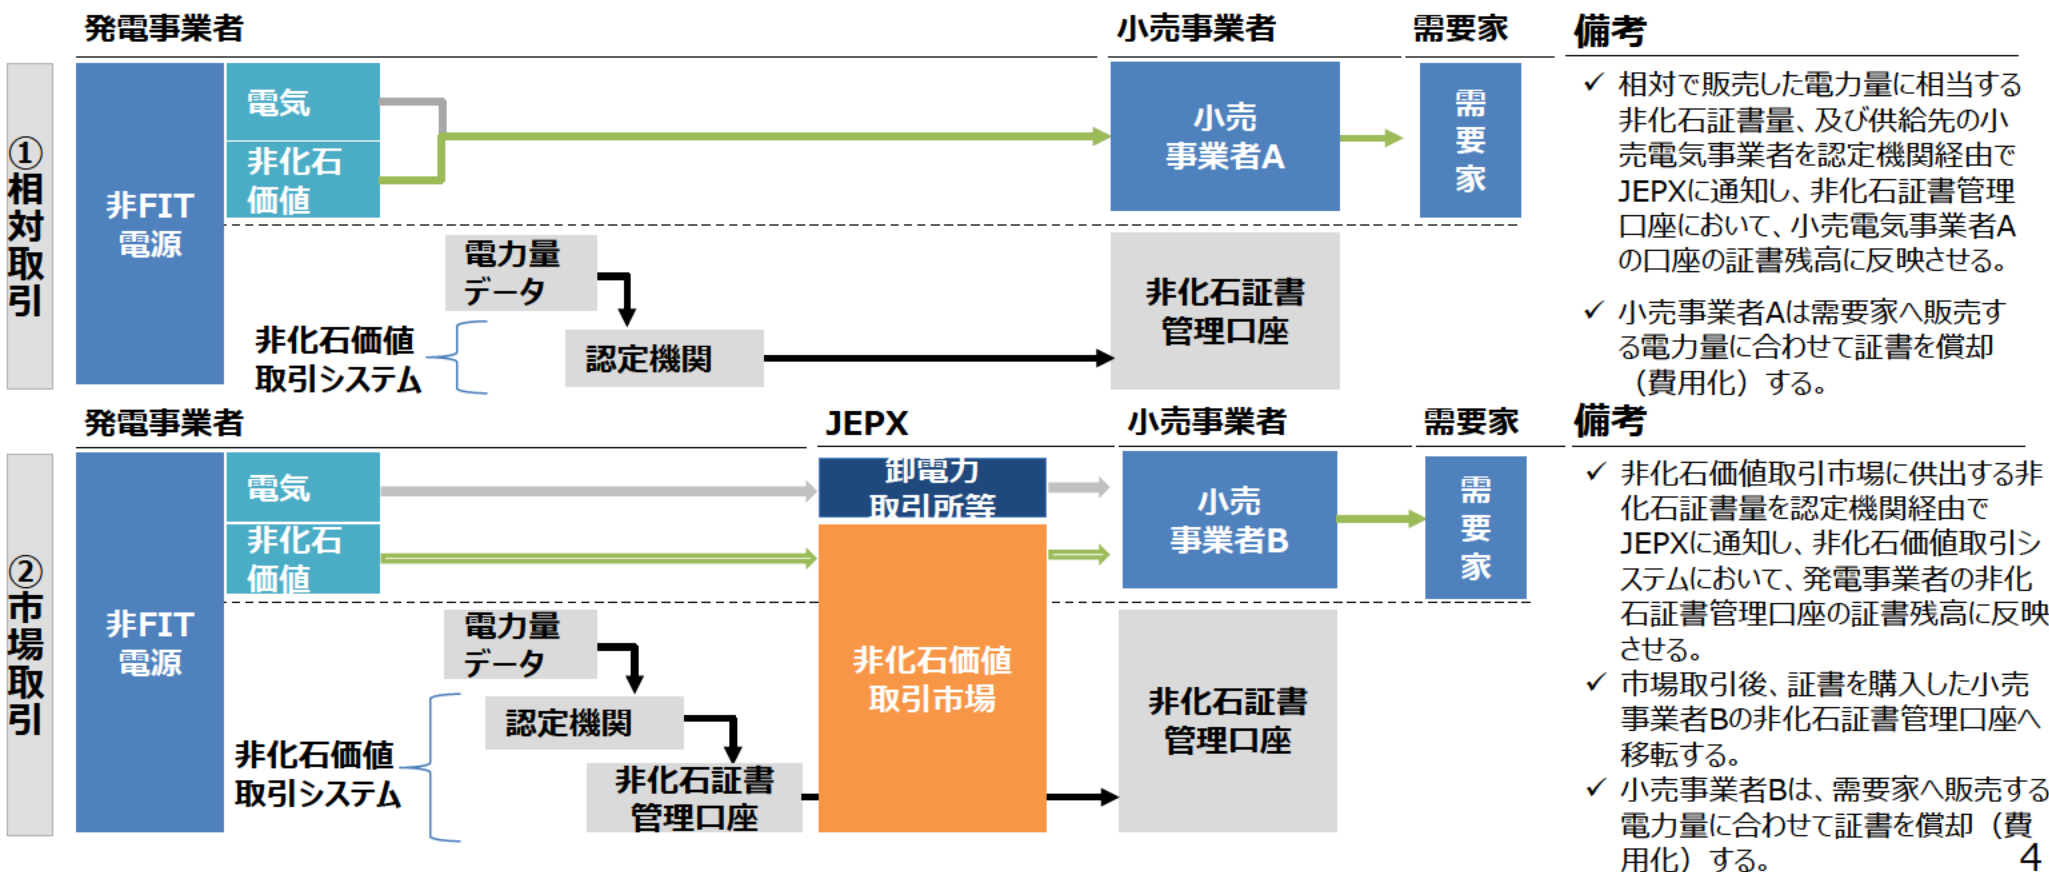 発電事業者
小売事業者
需要家
備考
①相対取引
非FIT
電源
電気
非化石
価値
小売
事業者A
需要家
電力量
データ
認定機関
非化石価値
取引システム
非化石証書
管理口座
✓ 相対で販売した電力量に相当する
非化石証書量、及び供給先の小
売電気事業者を認定機関経由で
JEPXに通知し、非化石証書管理
口座において、小売電気事業者A
の口座の証書残高に反映させる。
✓ 小売事業者Aは需要家へ販売す
る電力量に合わせて証書を償却
（費用化）する。
発電事業者
JEPX
小売事業者
需要家
備考
②市場取引
非FIT
電源
電気
非化石
価値
卸電力
取引所等
小売
事業者B
需要家
電力量
データ
認定機関
非化石価値
取引システム
非化石証書
管理口座
非化石価値
取引市場
非化石証書
管理口座
✓ 非化石価値取引市場に供出する非
化石証書量を認定機関経由で
JEPXに通知し、非化石価値取引シ
ステムにおいて、発電事業者の非化
石証書管理口座の証書残高に反映
させる。
✓ 市場取引後、証書を購入した小売
事業者Bの非化石証書管理口座へ
移転する。
✓ 小売事業者Bは、需要家へ販売する
電力量に合わせて証書を償却（費
用化）する。
4